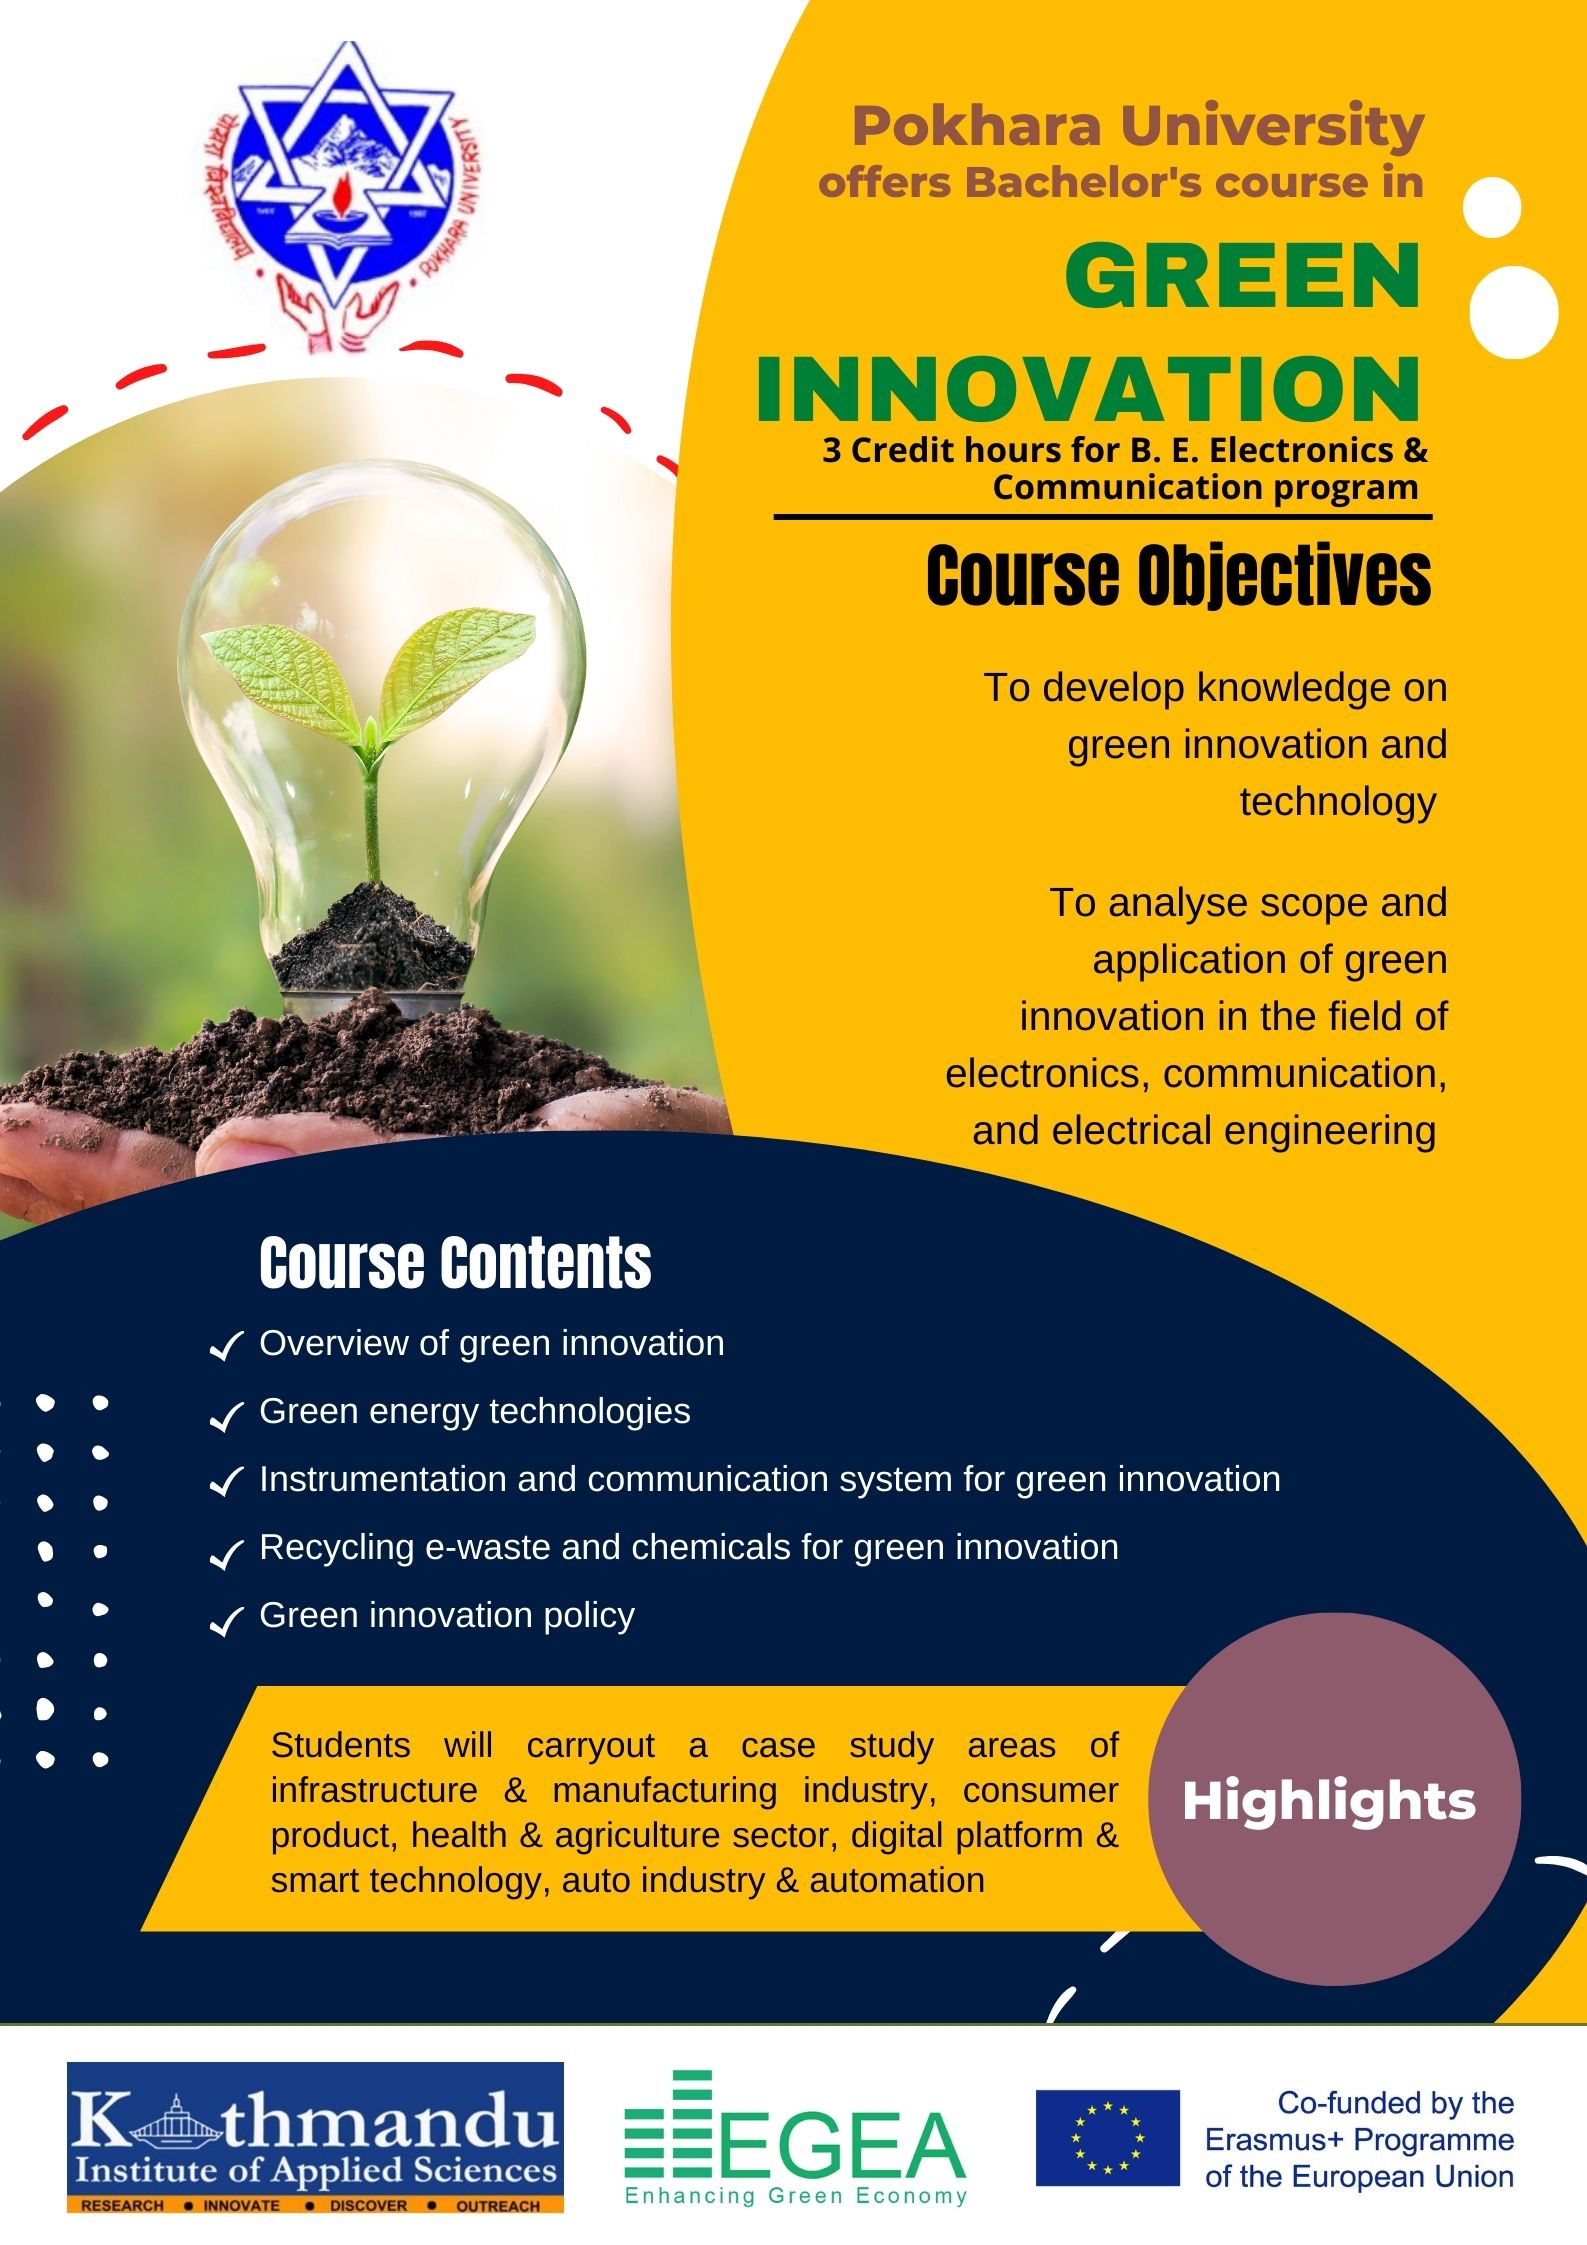 पोखरा विश्वविद्यालय
POKHARA UNIVERSITY
1997
Pokhara University
offers Bachelor's course in
GREEN
INNOVATION
3 Credit hours for B. E. Electronics &
Communication program
Course Objectives
To develop knowledge on
green innovation and
technology
To analyse scope and
application of green
innovation in the field of
electronics, communication,
and electrical engineering
Course Contents
Overview of green innovation
Green energy technologies
Instrumentation and communication system for green innovation
Recycling e-waste and chemicals for green innovation
Green innovation policy
Students will carryout a case study areas of
infrastructure & manufacturing industry, consumer
product, health & agriculture sector, digital platform &
smart technology, auto industry & automation
Highlights
Kathmandu
Institute of Applied Sciences
RESEARCH ● INNOVATE ● DISCOVER ● OUTREACH
EGEA
Enhancing Green Economy
Co-funded by the
Erasmus+ Programme
of the European Union